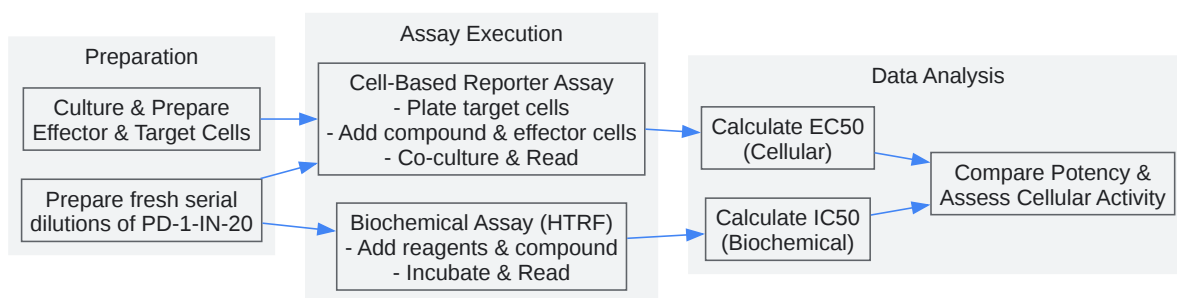 Preparation
Culture & Prepare
Effector & Target Cells
Prepare fresh serial
dilutions of PD-1-IN-20
Assay Execution
Cell-Based Reporter Assay
- Plate target cells
- Add compound & effector cells
- Co-culture & Read
Biochemical Assay (HTRF)
- Add reagents & compound
- Incubate & Read
Data Analysis
Calculate EC50
(Cellular)
Calculate IC50
(Biochemical)
Compare Potency &
Assess Cellular Activity